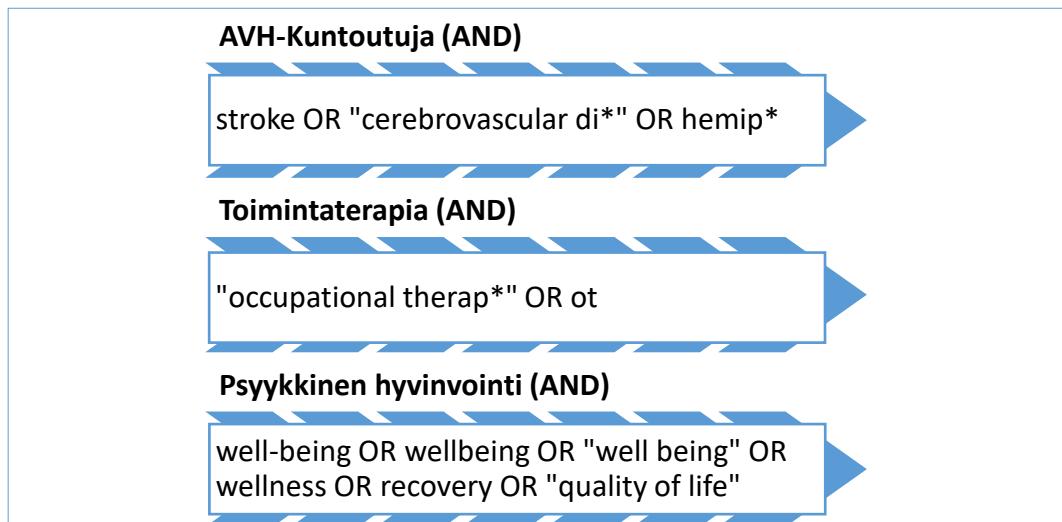 AVH-Kuntoutuja (AND)
stroke OR "cerebrovascular di*" OR hemip*
Toimintaterapia (AND)
"occupational therap*" OR ot
Psyykkinen hyvinvointi (AND)
well-being OR wellbeing OR "well being" OR
wellness OR recovery OR "quality of life"